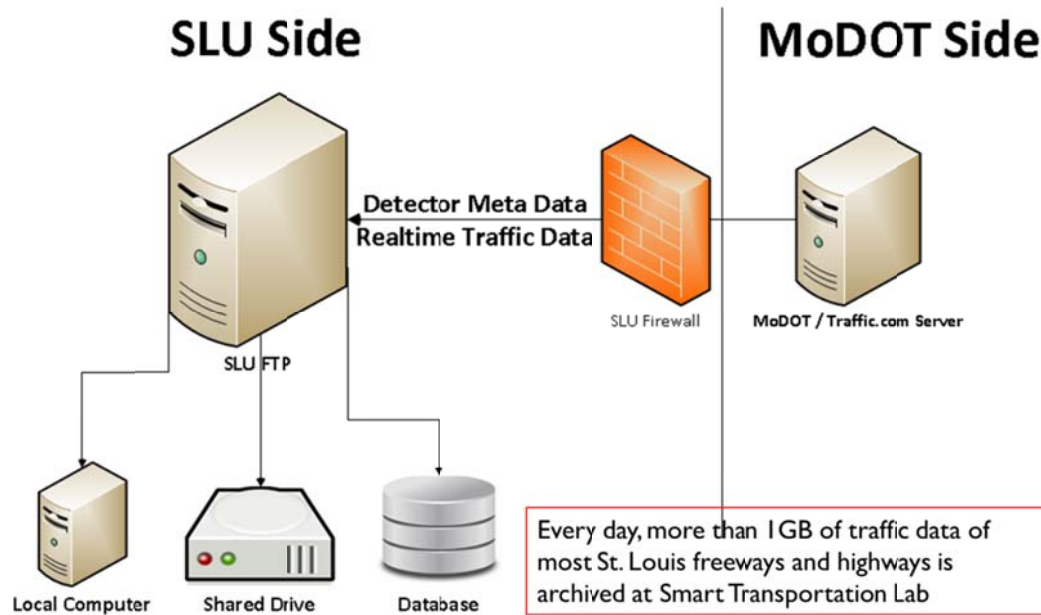 SLU Side
MoDOT Side
Detector Meta Data
Realtime Traffic Data
SLU Firewall
MoDOT / Traffic.com Server
SLU FTP
Local Computer
Shared Drive
Database
Every day, more than 1GB of traffic data of
most St. Louis freeways and highways is
archived at Smart Transportation Lab